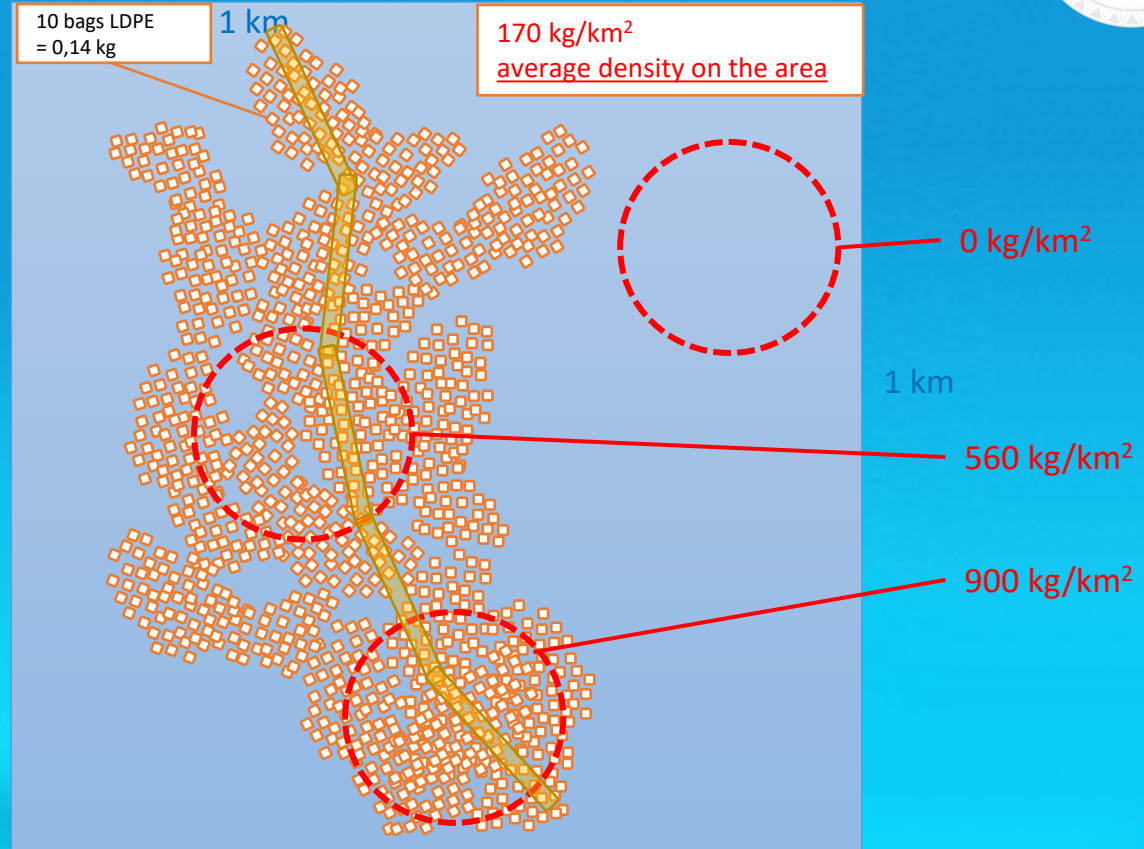 10 bags LDPE
= 0,14 kg
1 km
170 kg/km²
average density on the area
0 kg/km²
1 km
560 kg/km²
900 kg/km²